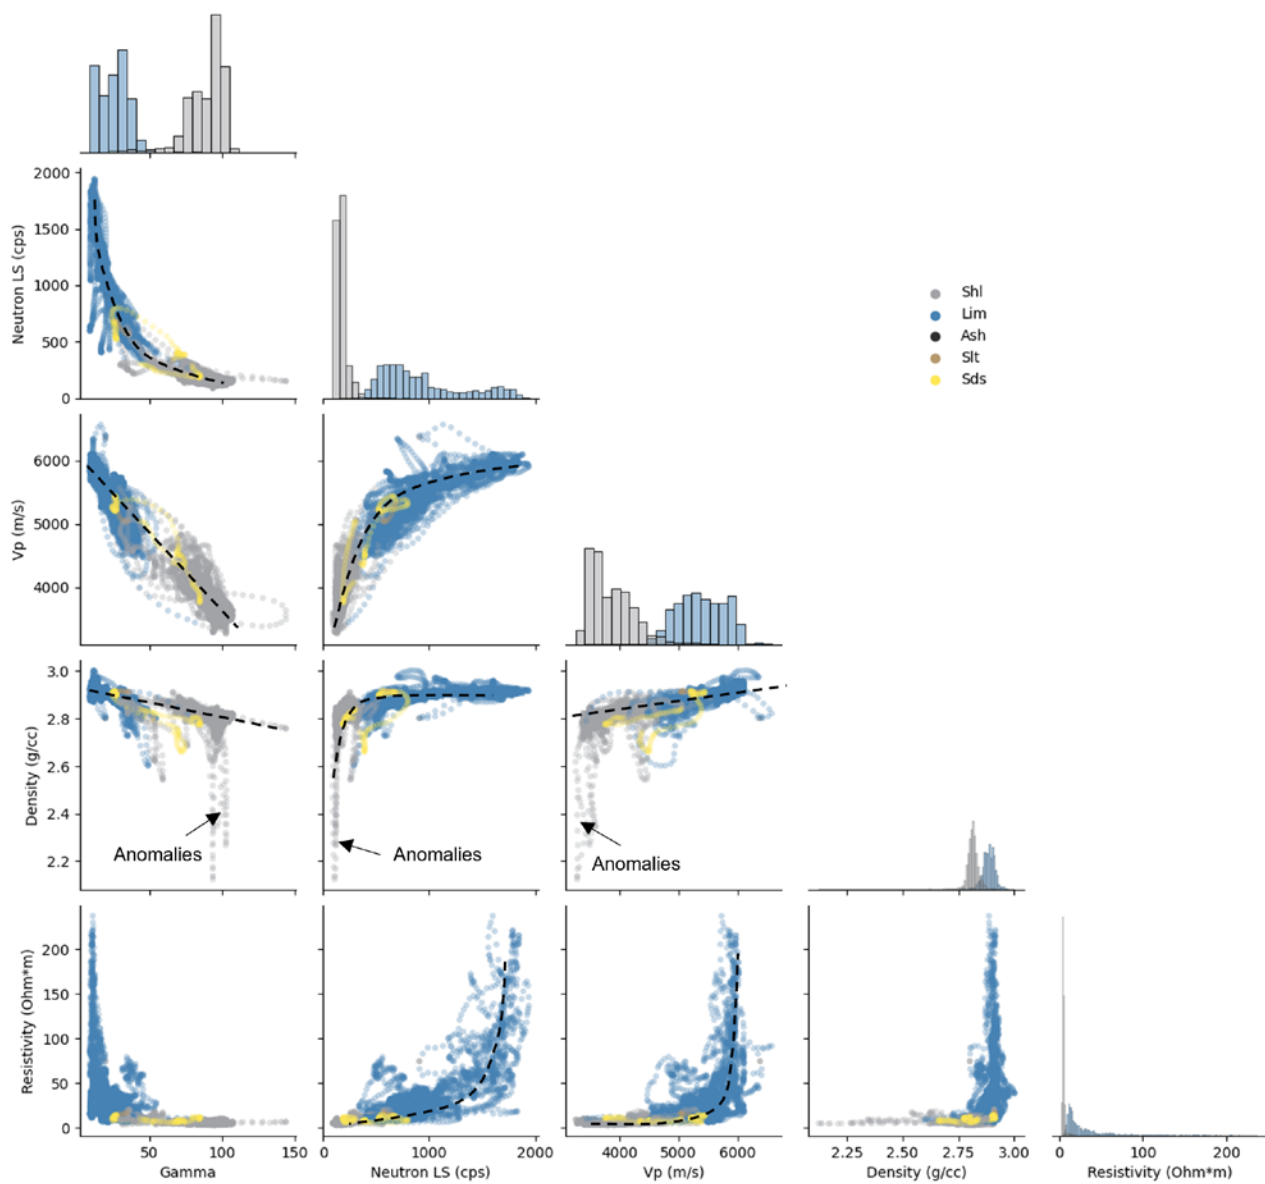 2000
1500
1000
500
0
Neutron LS (cps)
Shl
Lim
Ash
Slt
Sds
6000
5000
4000
Vp (m/s)
3.0
2.8
2.6
2.4
2.2
Density (g/cc)
Anomalies
Anomalies
Anomalies
200
150
100
50
0
Resistivity (Ohm*m)
50 100 150
0 1000 2000
4000 5000 6000
2.25 2.50 2.75 3.00
0 100 200
Gamma
Neutron LS (cps)
Vp (m/s)
Density (g/cc)
Resistivity (Ohm*m)